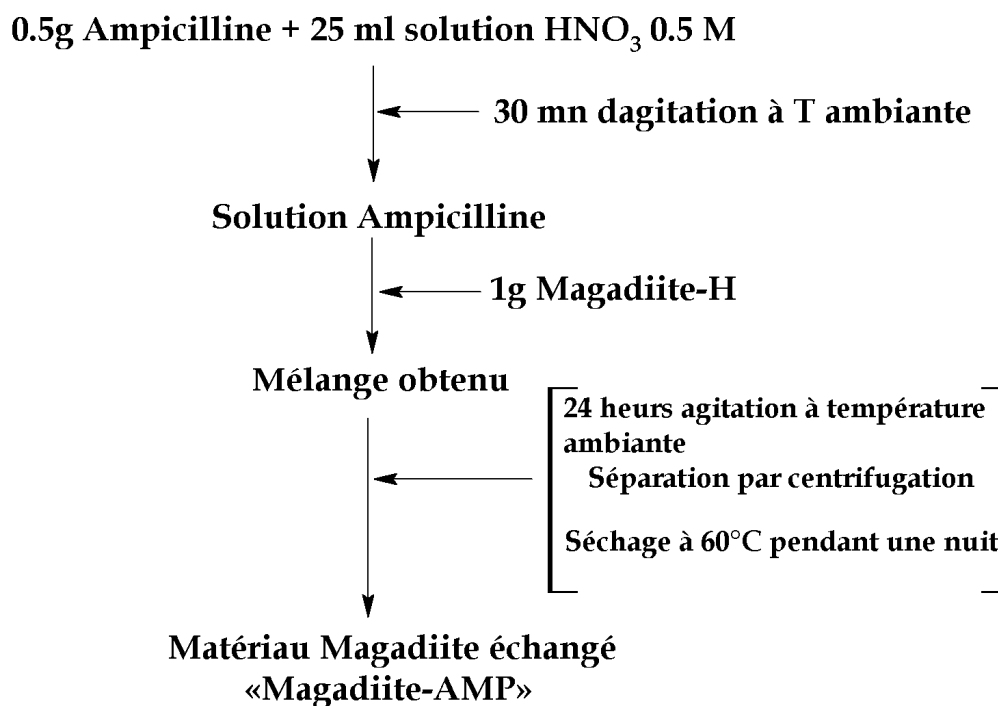 0.5g Ampicilline + 25 ml solution HNO₃ 0.5 M
30 mn dagitation à T ambiante
Solution Ampicilline
1g Magadiite-H
Mélange obtenu
24 heurs agitation à température
ambiante
Séparation par centrifugation
Séchage à 60°C pendant une nuit
Matériau Magadiite échangé
«Magadiite-AMP»